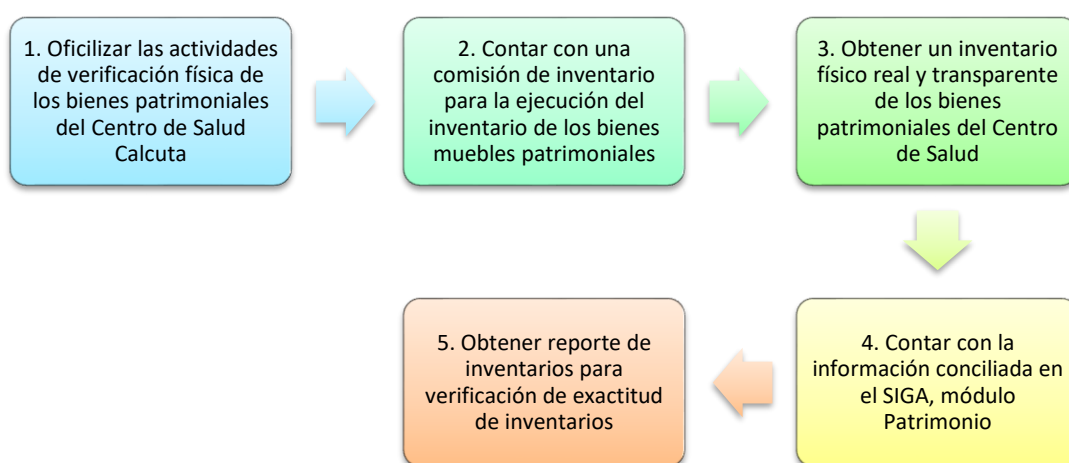 1. Oficilizar las actividades
de verificación física de
los bienes patrimoniales
del Centro de Salud
Calcuta
2. Contar con una
comisión de inventario
para la ejecución del
inventario de los bienes
muebles patrimoniales
3. Obtener un inventario
físico real y transparente
de los bienes
patrimoniales del Centro
de Salud
4. Contar con la
información conciliada en
el SIGA, módulo
Patrimonio
5. Obtener reporte de
inventarios para
verificación de exactitud
de inventarios